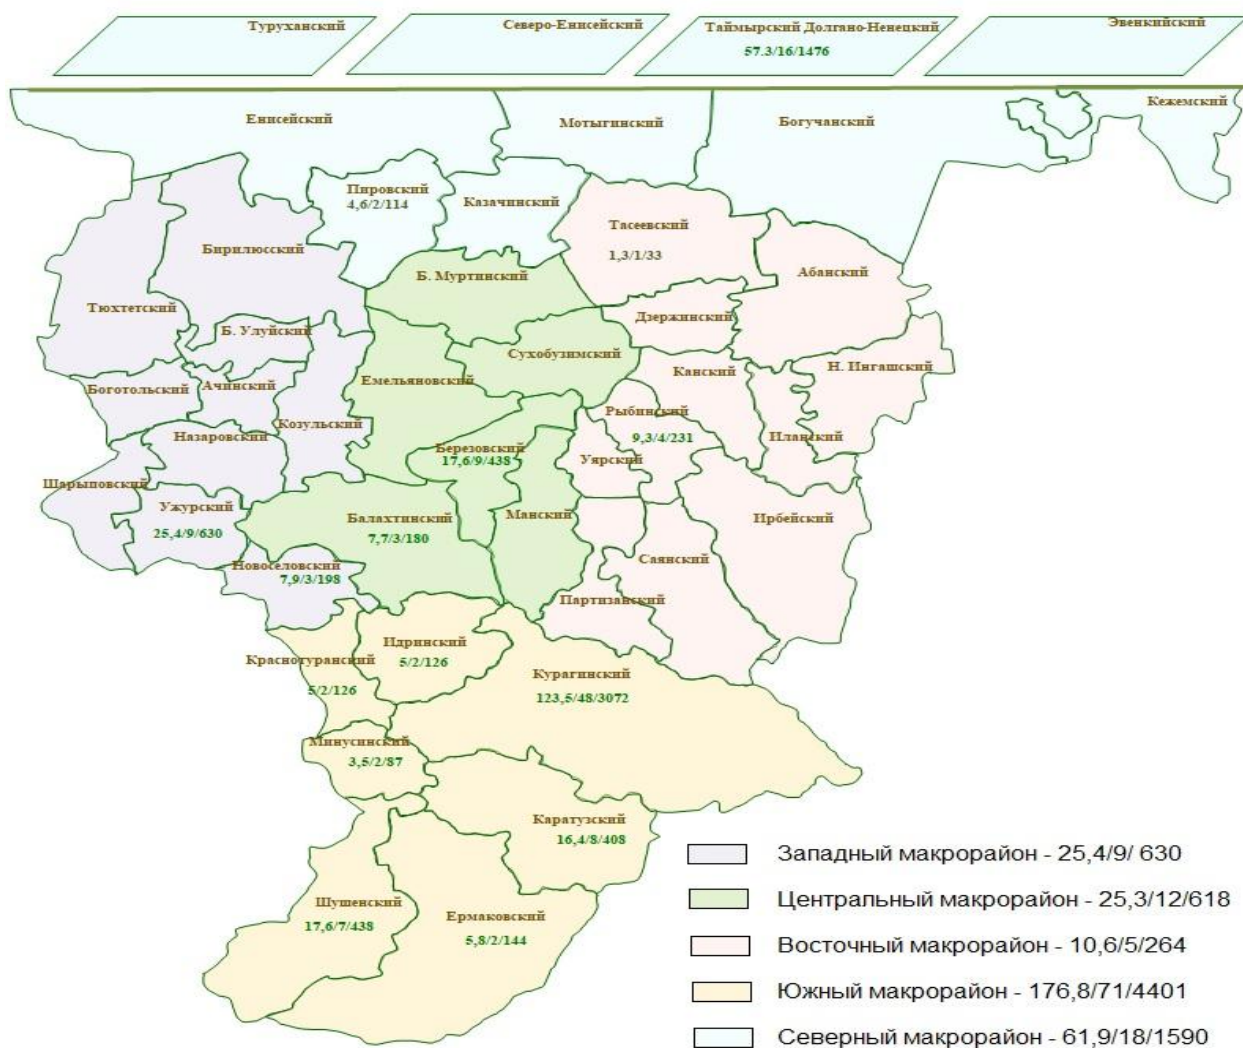 Туруханский
Северо-Енисейский
Таймырский Долгано-Ненецкий
57.3/16/1476
Эвенкийский
Енисейский
Мотыгинский
Богучанский
Кежемский
Пировский
4,6/2/114
Казачинский
Тасеевский
1,3/1/33
Абанский
Бирилюсский
Б. Муртинский
Тюхтетский
Дзержинский
Б. Улуйский
Сухобузимский
Н. Ингашский
Канский
Емельяновский
Боготольский
Ачинский
Рыбинский
9,3/4/231
Козульский
Назаровский
Иланский
Березовский
17,6/9/438
Уярский
Шарыповский
Ужурский
25,4/9/630
Балахтинский
7,7/3/180
Манский
Ирбейский
Новоселовский
7,9/3/198
Саянский
Партизанский
Идринский
5/2/126
Краснотуранский
5/2/126
Курагинский
123,5/48/3072
Минусинский
3,5/2/87
Каратузский
16,4/8/408
Шушенский
17,6/7/438
Ермаковский
5,8/2/144
Западный макрорайон - 25,4/9/ 630
Центральный макрорайон - 25,3/12/618
Восточный макрорайон - 10,6/5/264
Южный макрорайон - 176,8/71/4401
Северный макрорайон - 61,9/18/1590